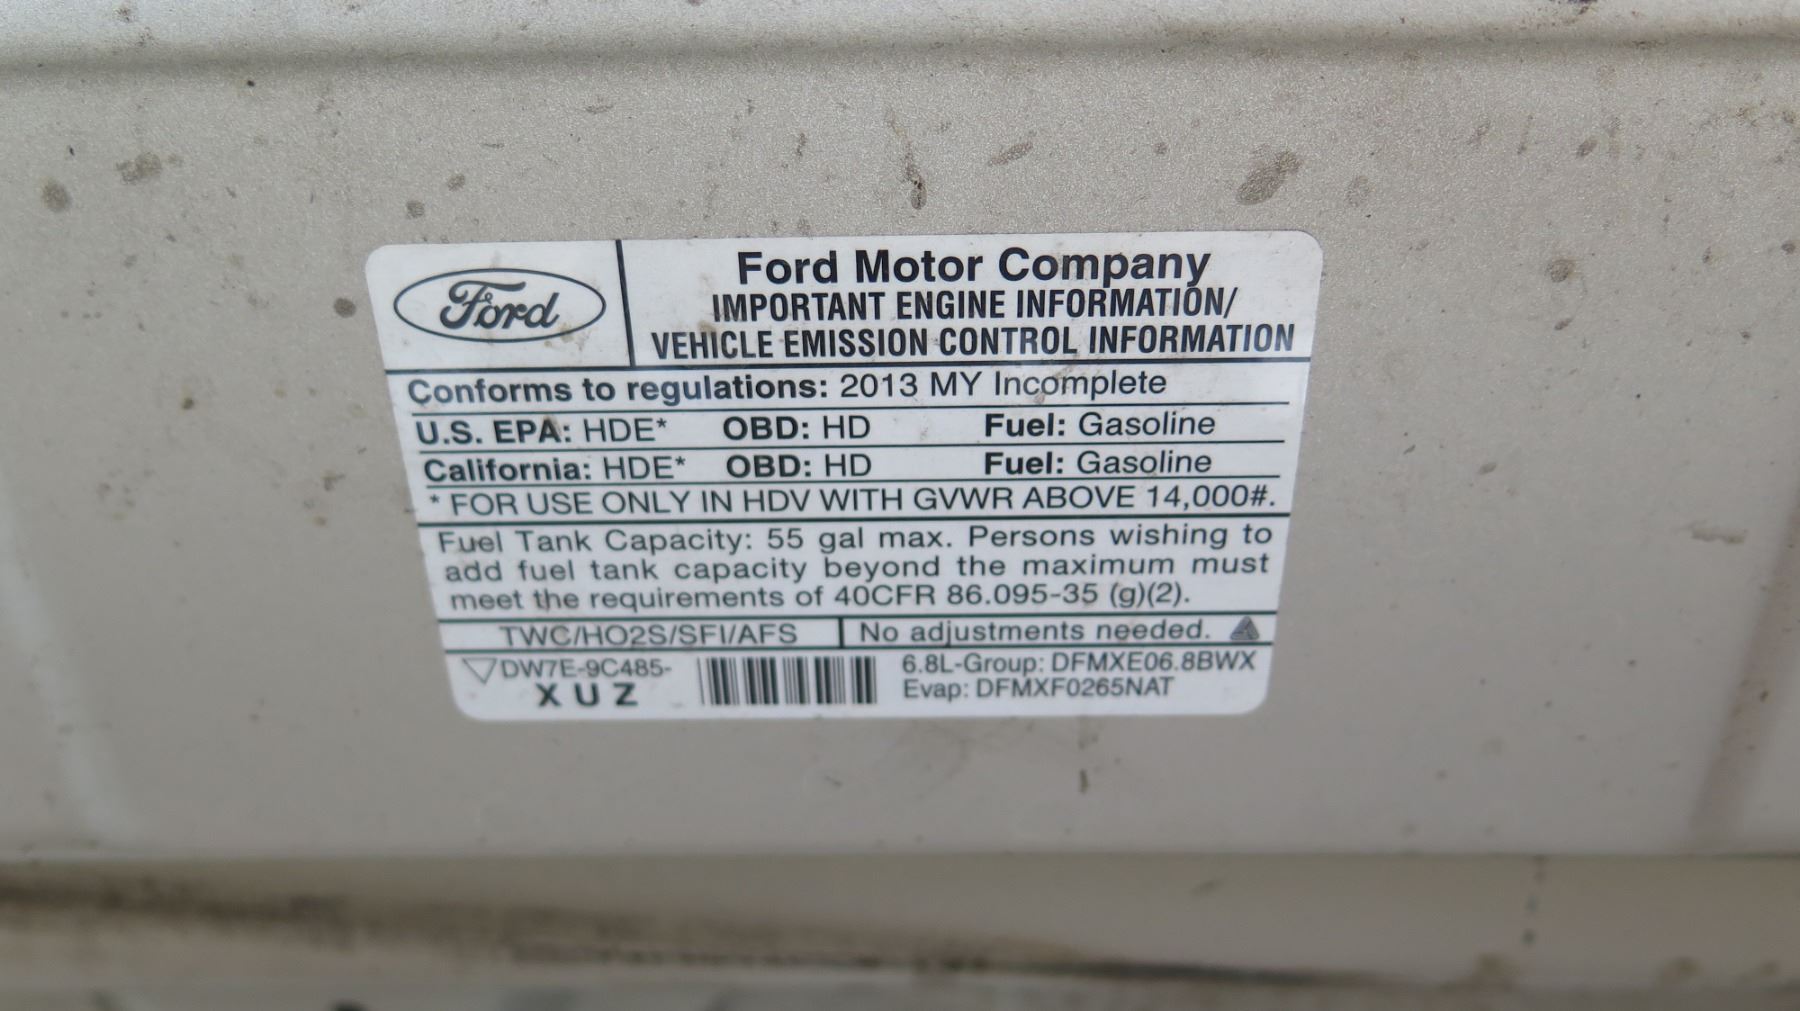 Ford
Ford Motor Company
IMPORTANT ENGINE INFORMATION/
VEHICLE EMISSION CONTROL INFORMATION
Conforms to regulations: 2013 MY Incomplete
U.S. EPA: HDE* OBD: HD Fuel: Gasoline
California: HDE* OBD: HD Fuel: Gasoline
* FOR USE ONLY IN HDV WITH GVWR ABOVE 14,000#.
Fuel Tank Capacity: 55 gal max. Persons wishing to
add fuel tank capacity beyond the maximum must
meet the requirements of 40CFR 86.095-35 (g)(2).
TWC/HO2S/SFI/AFS No adjustments needed.
DW7E-9C485-
X U Z
6.8L-Group: DFMXE06.8BWX
Evap: DFMXF0265NAT